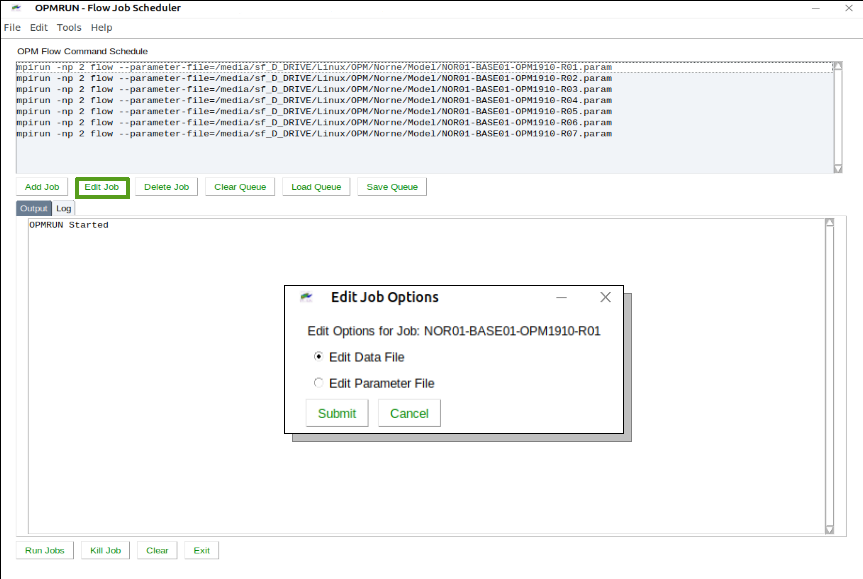 OPMRUN - Flow Job Scheduler
File Edit Tools Help
OPM Flow Command Schedule
mpirun -np 2 flow --parameter-file=/media/sf_D_DRIVE/Linux/OPM/Norne/Model/NOR01-BASE01-OPM1910-R01.param
mpirun -np 2 flow --parameter-file=/media/sf_D_DRIVE/Linux/OPM/Norne/Model/NOR01-BASE01-OPM1910-R02.param
mpirun -np 2 flow --parameter-file=/media/sf_D_DRIVE/Linux/OPM/Norne/Model/NOR01-BASE01-OPM1910-R03.param
mpirun -np 2 flow --parameter-file=/media/sf_D_DRIVE/Linux/OPM/Norne/Model/NOR01-BASE01-OPM1910-R04.param
mpirun -np 2 flow --parameter-file=/media/sf_D_DRIVE/Linux/OPM/Norne/Model/NOR01-BASE01-OPM1910-R05.param
mpirun -np 2 flow --parameter-file=/media/sf_D_DRIVE/Linux/OPM/Norne/Model/NOR01-BASE01-OPM1910-R06.param
mpirun -np 2 flow --parameter-file=/media/sf_D_DRIVE/Linux/OPM/Norne/Model/NOR01-BASE01-OPM1910-R07.param
Add Job Edit Job Delete Job Clear Queue Load Queue Save Queue
Output Log
OPMRUN Started
Edit Job Options
Edit Options for Job: NOR01-BASE01-OPM1910-R01
Edit Data File
Edit Parameter File
Submit Cancel
Run Jobs Kill Job Clear Exit